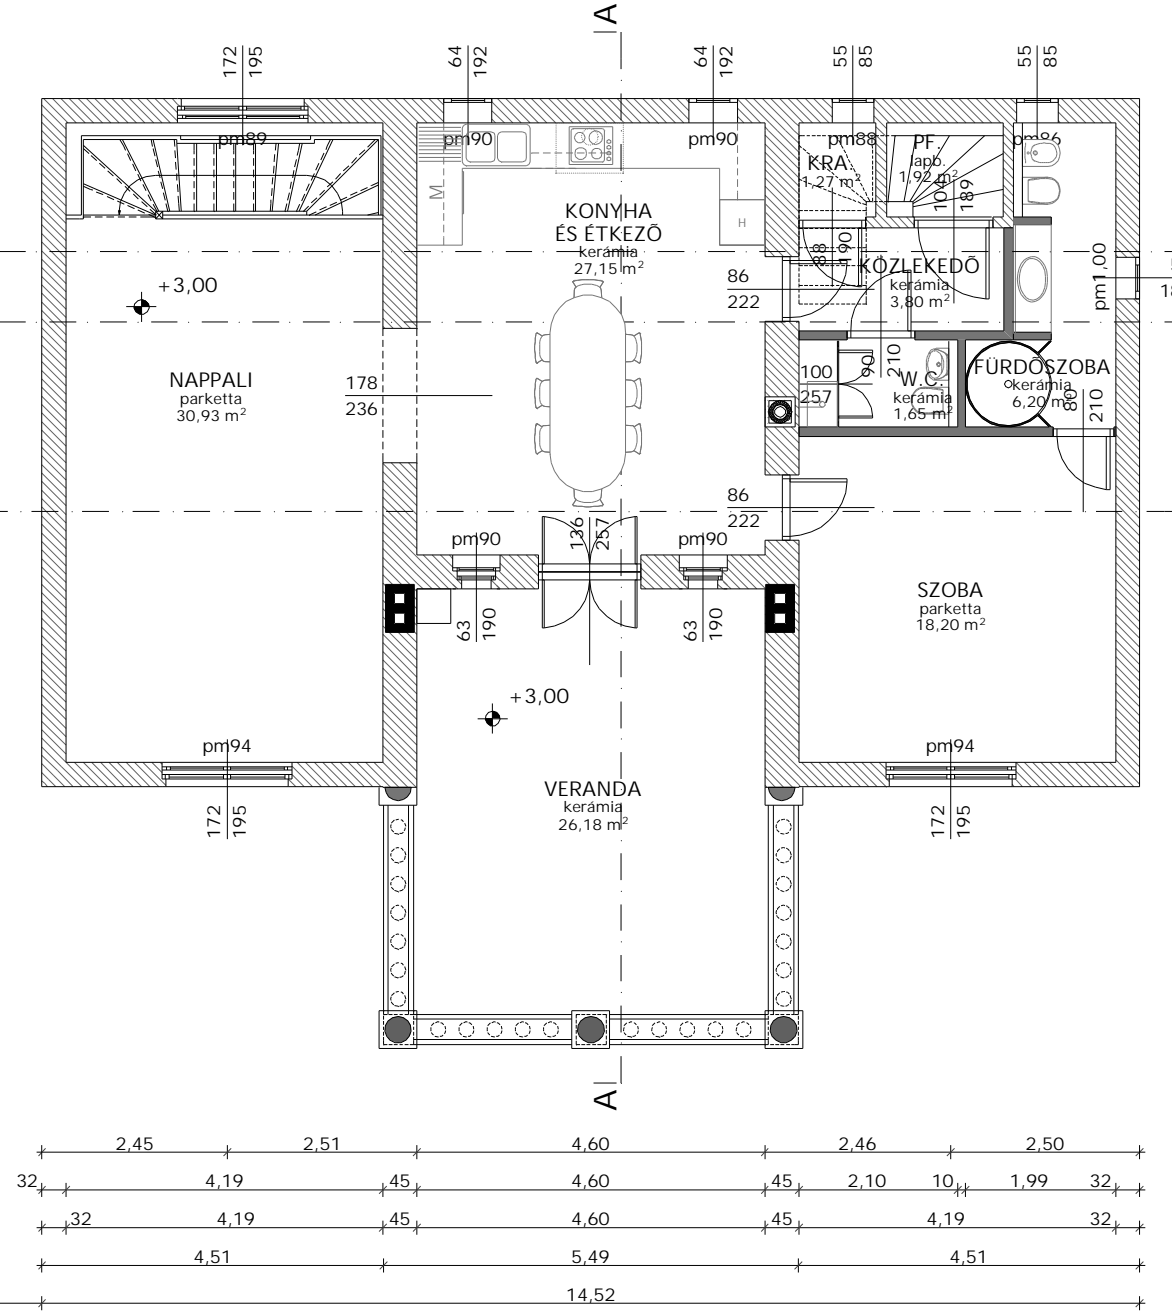 A
172
195
64
192
64
192
55
85
55
85
pm89
pm90
pm90
pm88
pm86
KRA.
1,27 m²
PF.
lapb.
1,92 m²
M
H
KONYHA
ÉS ÉTKEZÕ
kerámia
27,15 m²
88
190
189
+3,00
86
222
KÖZLEKEDÕ
kerámia
3,80 m²
pm1,00
18
NAPPALI
parketta
30,93 m²
178
236
100
257
90
210
W.C.
kerámia
1,65 m²
FÜRDÕSZOBA
kerámia
6,20 m²
80
210
86
222
136
257
pm90
pm90
63
190
63
190
SZOBA
parketta
18,20 m²
+3,00
pm94
pm94
172
195
172
195
VERANDA
kerámia
26,18 m²
A
2,45 2,51 4,60 2,46 2,50
32 4,19 45 4,60 45 2,10 10 1,99 32
32 4,19 45 4,60 45 4,19 32
4,51 5,49 4,51
14,52